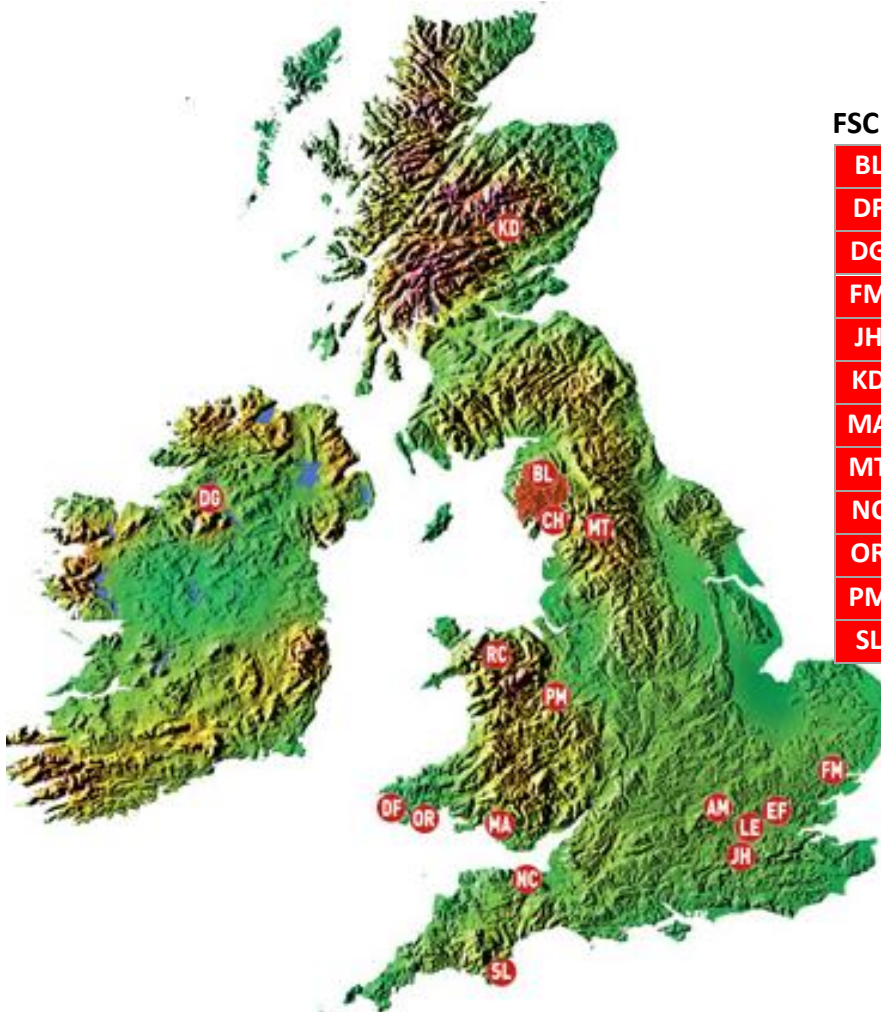 KD
BL
CH
MT
DG
RC
PM
FM
DF
OR
MA
AM
EF
LE
JH
NC
SL
FSC
BL
DF
DG
FM
JH
KD
MA
MT
NC
OR
PM
SL